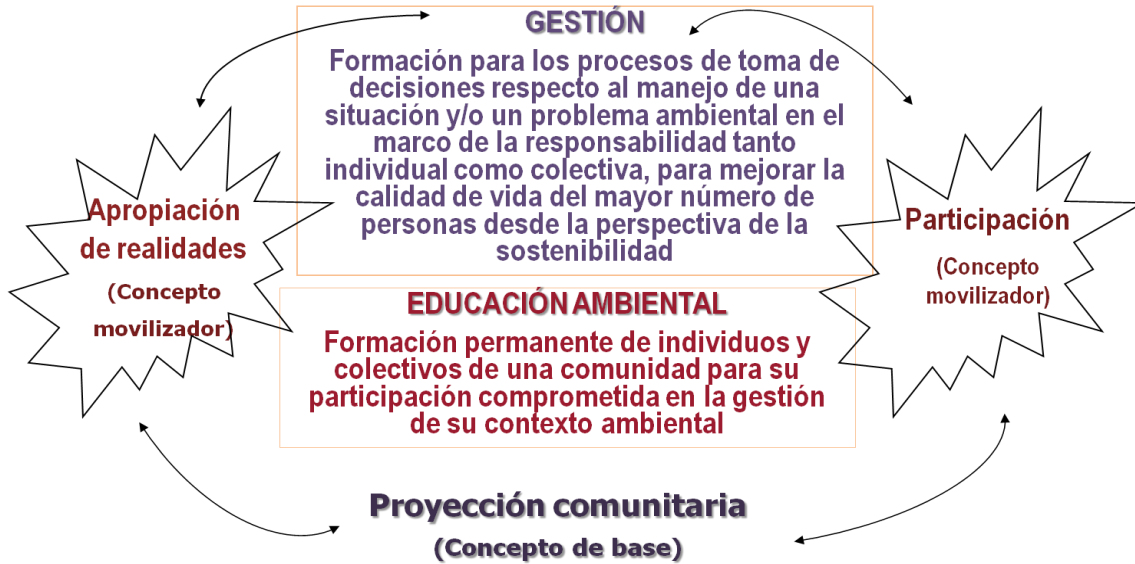 GESTIÓN
Formación para los procesos de toma de
decisiones respecto al manejo de una
situación y/o un problema ambiental en el
marco de la responsabilidad tanto
individual como colectiva, para mejorar la
calidad de vida del mayor número de
personas desde la perspectiva de la
sostenibilidad
Apropiación
de realidades
(Concepto
movilizador)
Participación
(Concepto
movilizador)
EDUCACIÓN AMBIENTAL
Formación permanente de individuos y
colectivos de una comunidad para su
participación comprometida en la gestión
de su contexto ambiental
Proyección comunitaria
(Concepto de base)